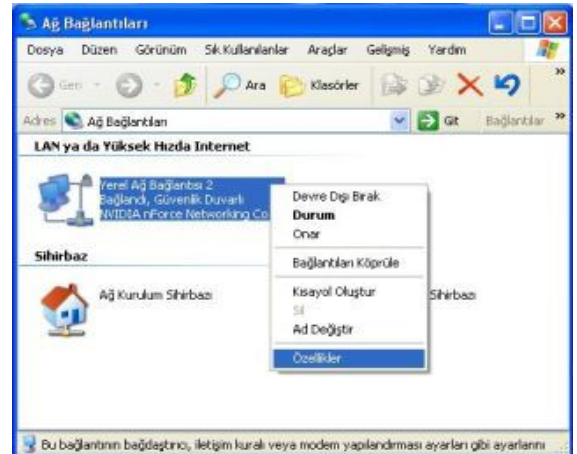 Ağ Bağlantıları
Dosya Düzen Görünüm Sık Kullanılanlar Araçlar Gelişmiş Yardım
Geri Ara Klasörler
Adres Ağ Bağlantıları Git Bağlantılar
LAN ya da Yüksek Hızda Internet
Yerel Ağ Bağlantısı 2
Bağlandı, Güvenlik Duvarlı
NVIDIA nForce Networking Co
Devre Dışı Bırak
Durum
Onar
Bağlantıları Köprüle
Kısayol Oluştur
Sil
Ad Değiştir
Özellikler
Sihirbaz
Ağ Kurulum Sihirbazı
Sihirbazı
Bu bağlantının bağdaştırıcı, iletişim kuralı veya modem yapılandırması ayarları gibi ayarlarını